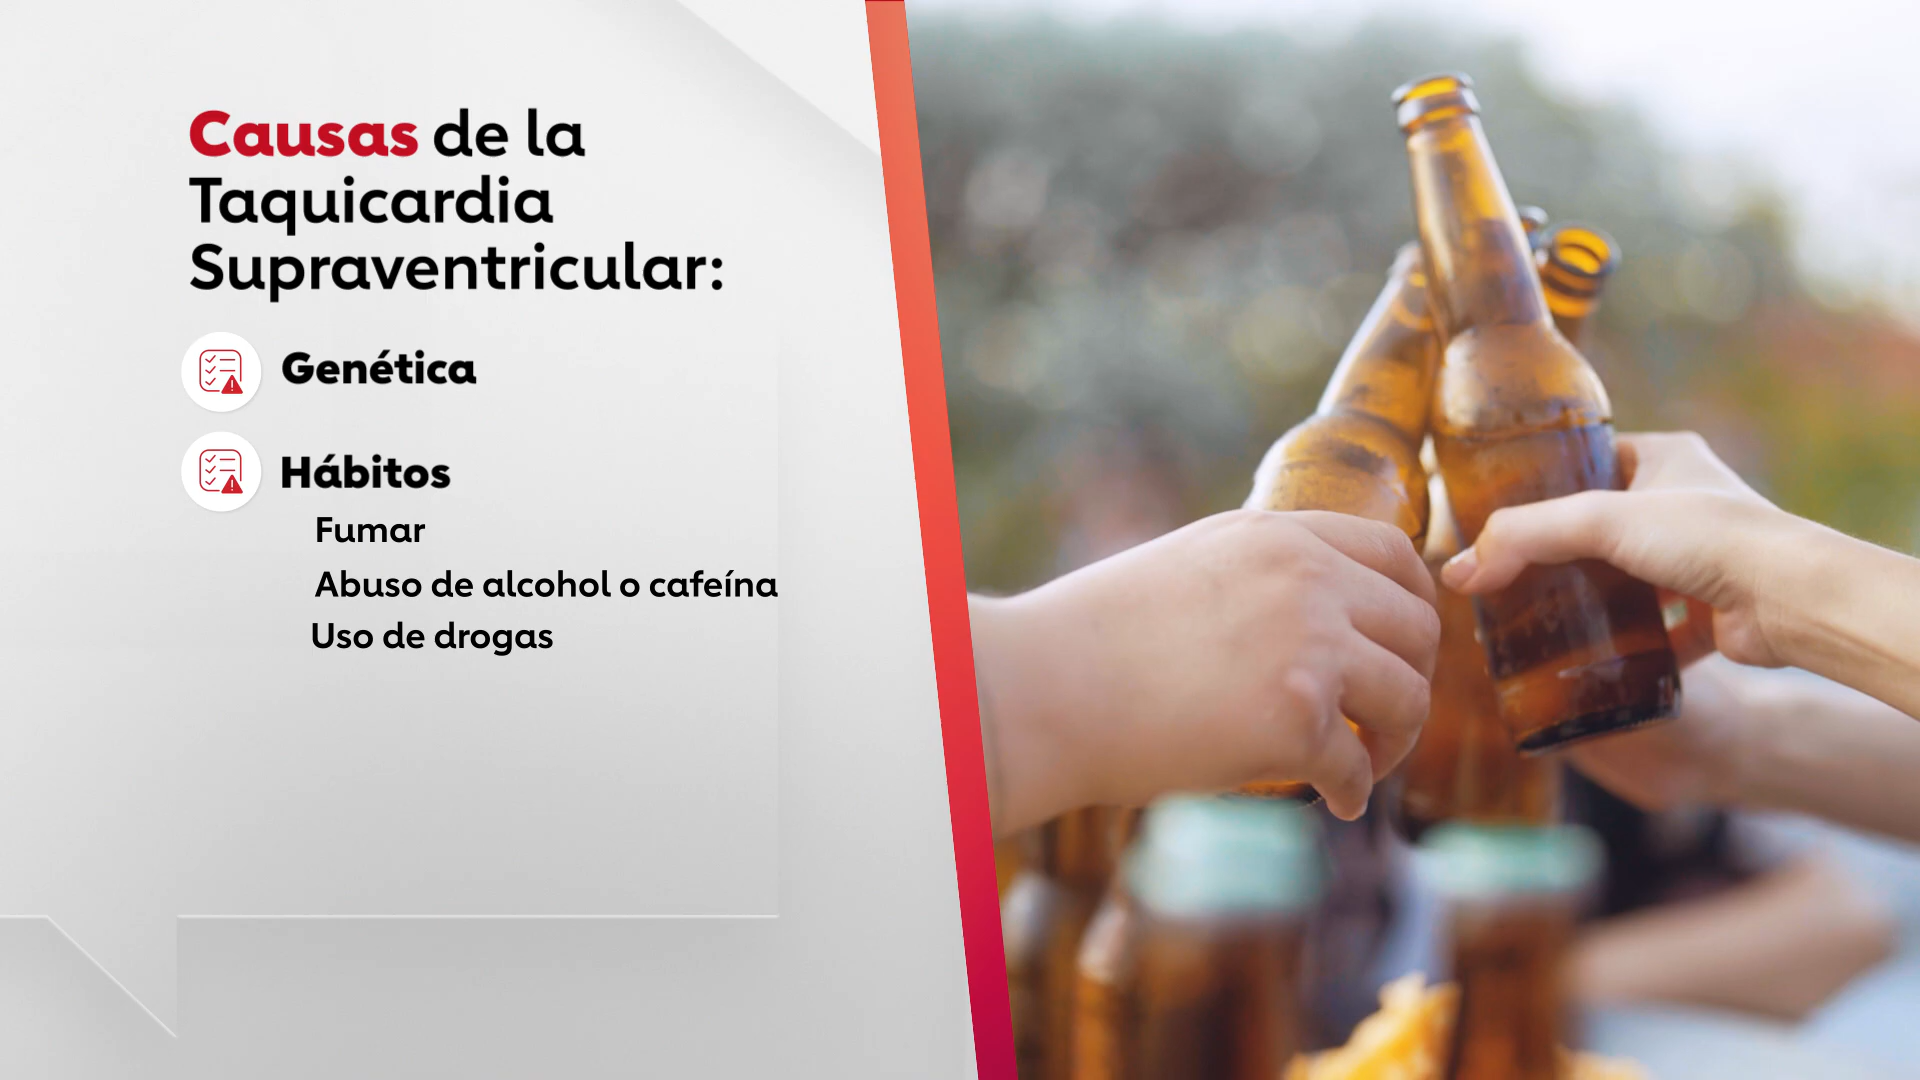 Causas de la
Taquicardia
Supraventricular:
Genética
Hábitos
Fumar
Abuso de alcohol o cafeína
Uso de drogas